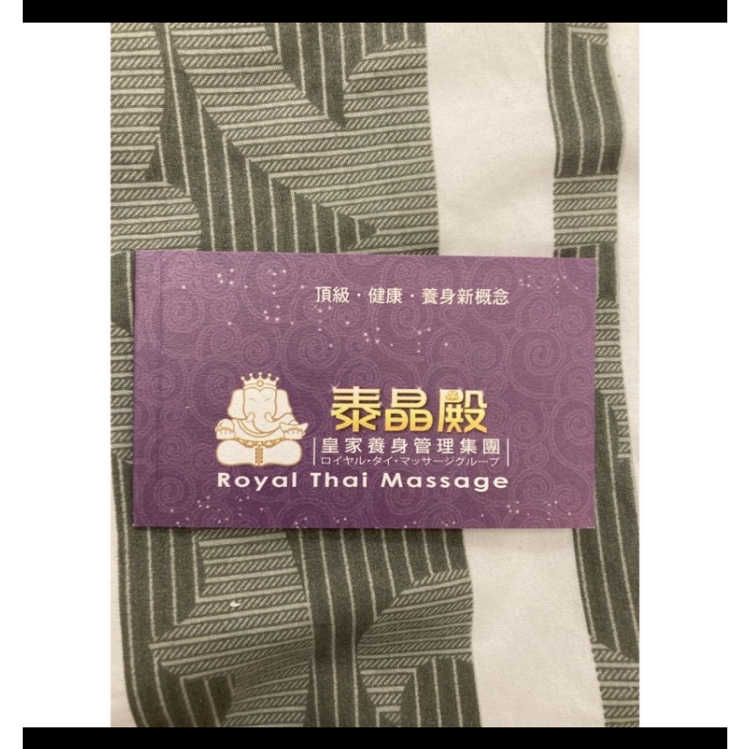 頂級·健康·養身新概念
泰晶殿
皇家養身管理集團
ロイヤル·タイ·マッサージグループ
Royal Thai Massage